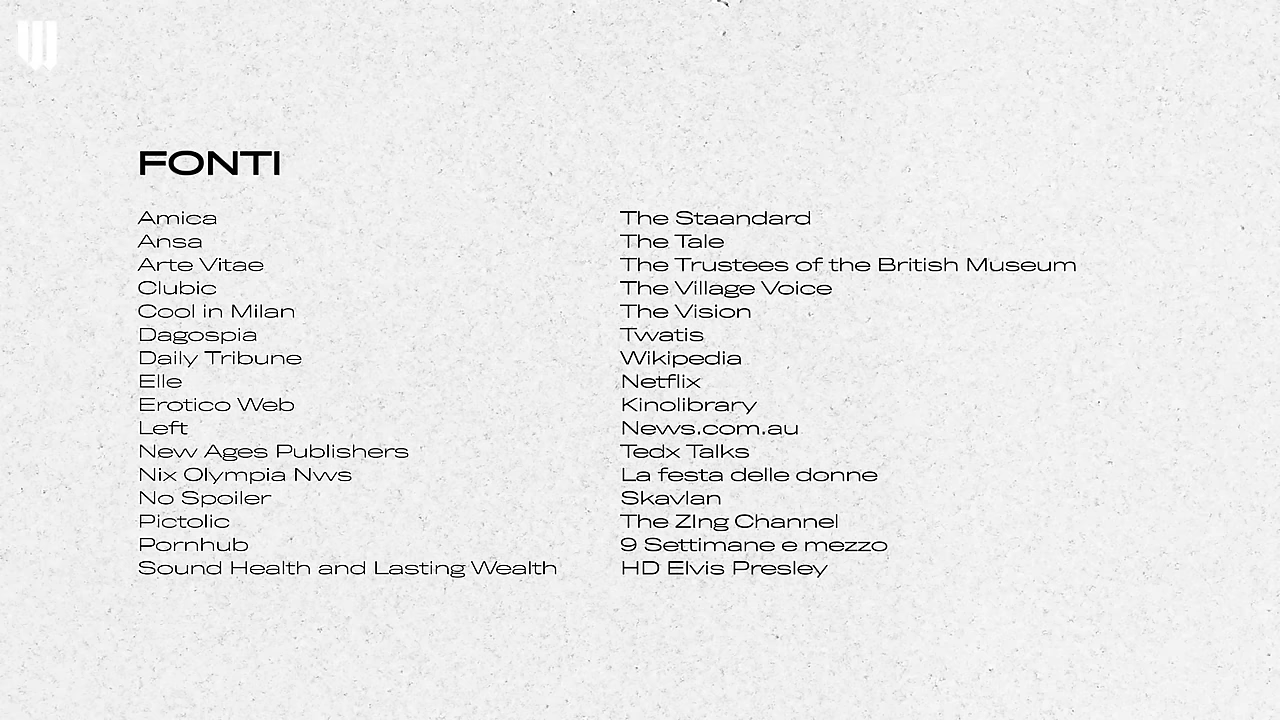 FONTI
Amica
Ansa
Arte Vitae
Clubic
Cool in Milan
Dagospia
Daily Tribune
Elle
Erotico Web
Left
New Ages Publishers
Nix Olympia Nws
No Spoiler
Pictolic
Pornhub
Sound Health and Lasting Wealth
The Staandard
The Tale
The Trustees of the British Museum
The Village Voice
The Vision
Twatis
Wikipedia
Netflix
Kinolibrary
News.com.au
Tedx Talks
La festa delle donne
Skavlan
The ZIng Channel
9 Settimane e mezzo
HD Elvis Presley